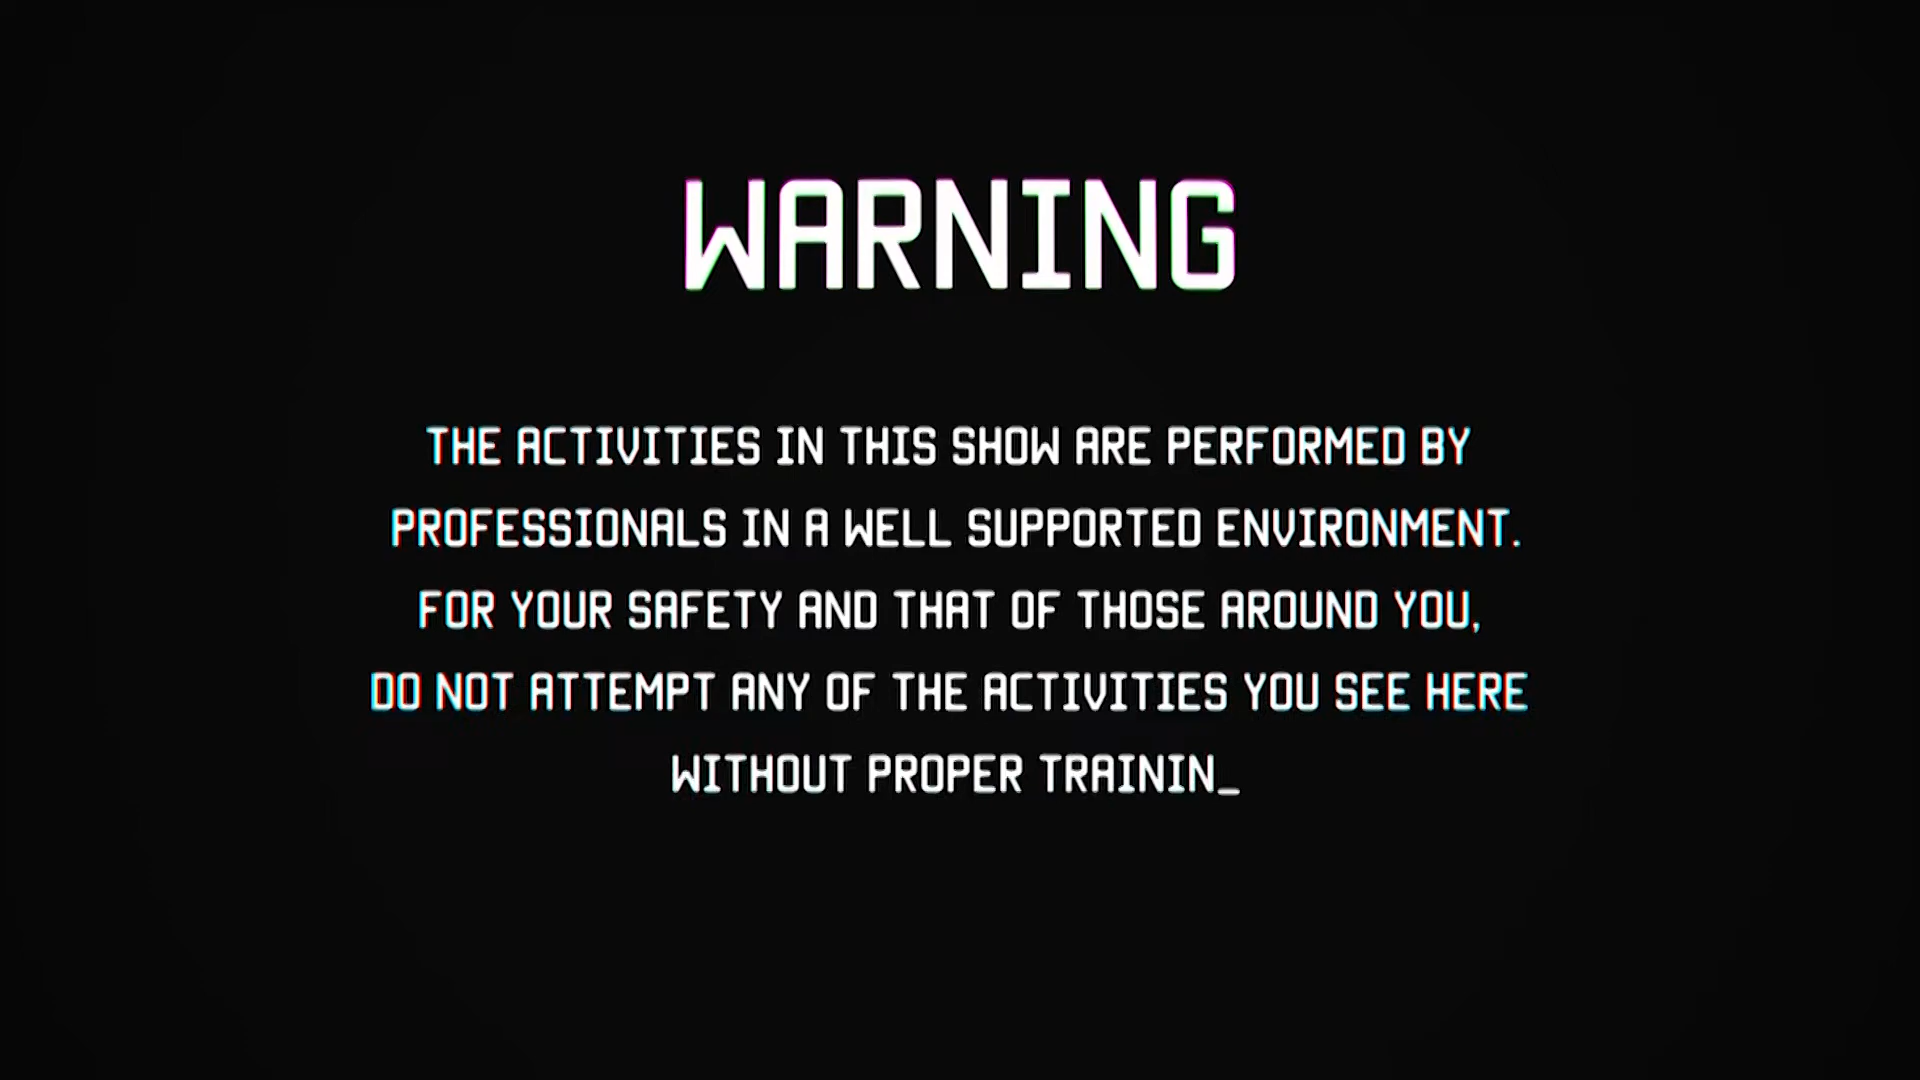 WARNING
THE ACTIVITIES IN THIS SHOW ARE PERFORMED BY
PROFESSIONALS IN A WELL SUPPORTED ENVIRONMENT.
FOR YOUR SAFETY AND THAT OF THOSE AROUND YOU,
DO NOT ATTEMPT ANY OF THE ACTIVITIES YOU SEE HERE
WITHOUT PROPER TRAININ_